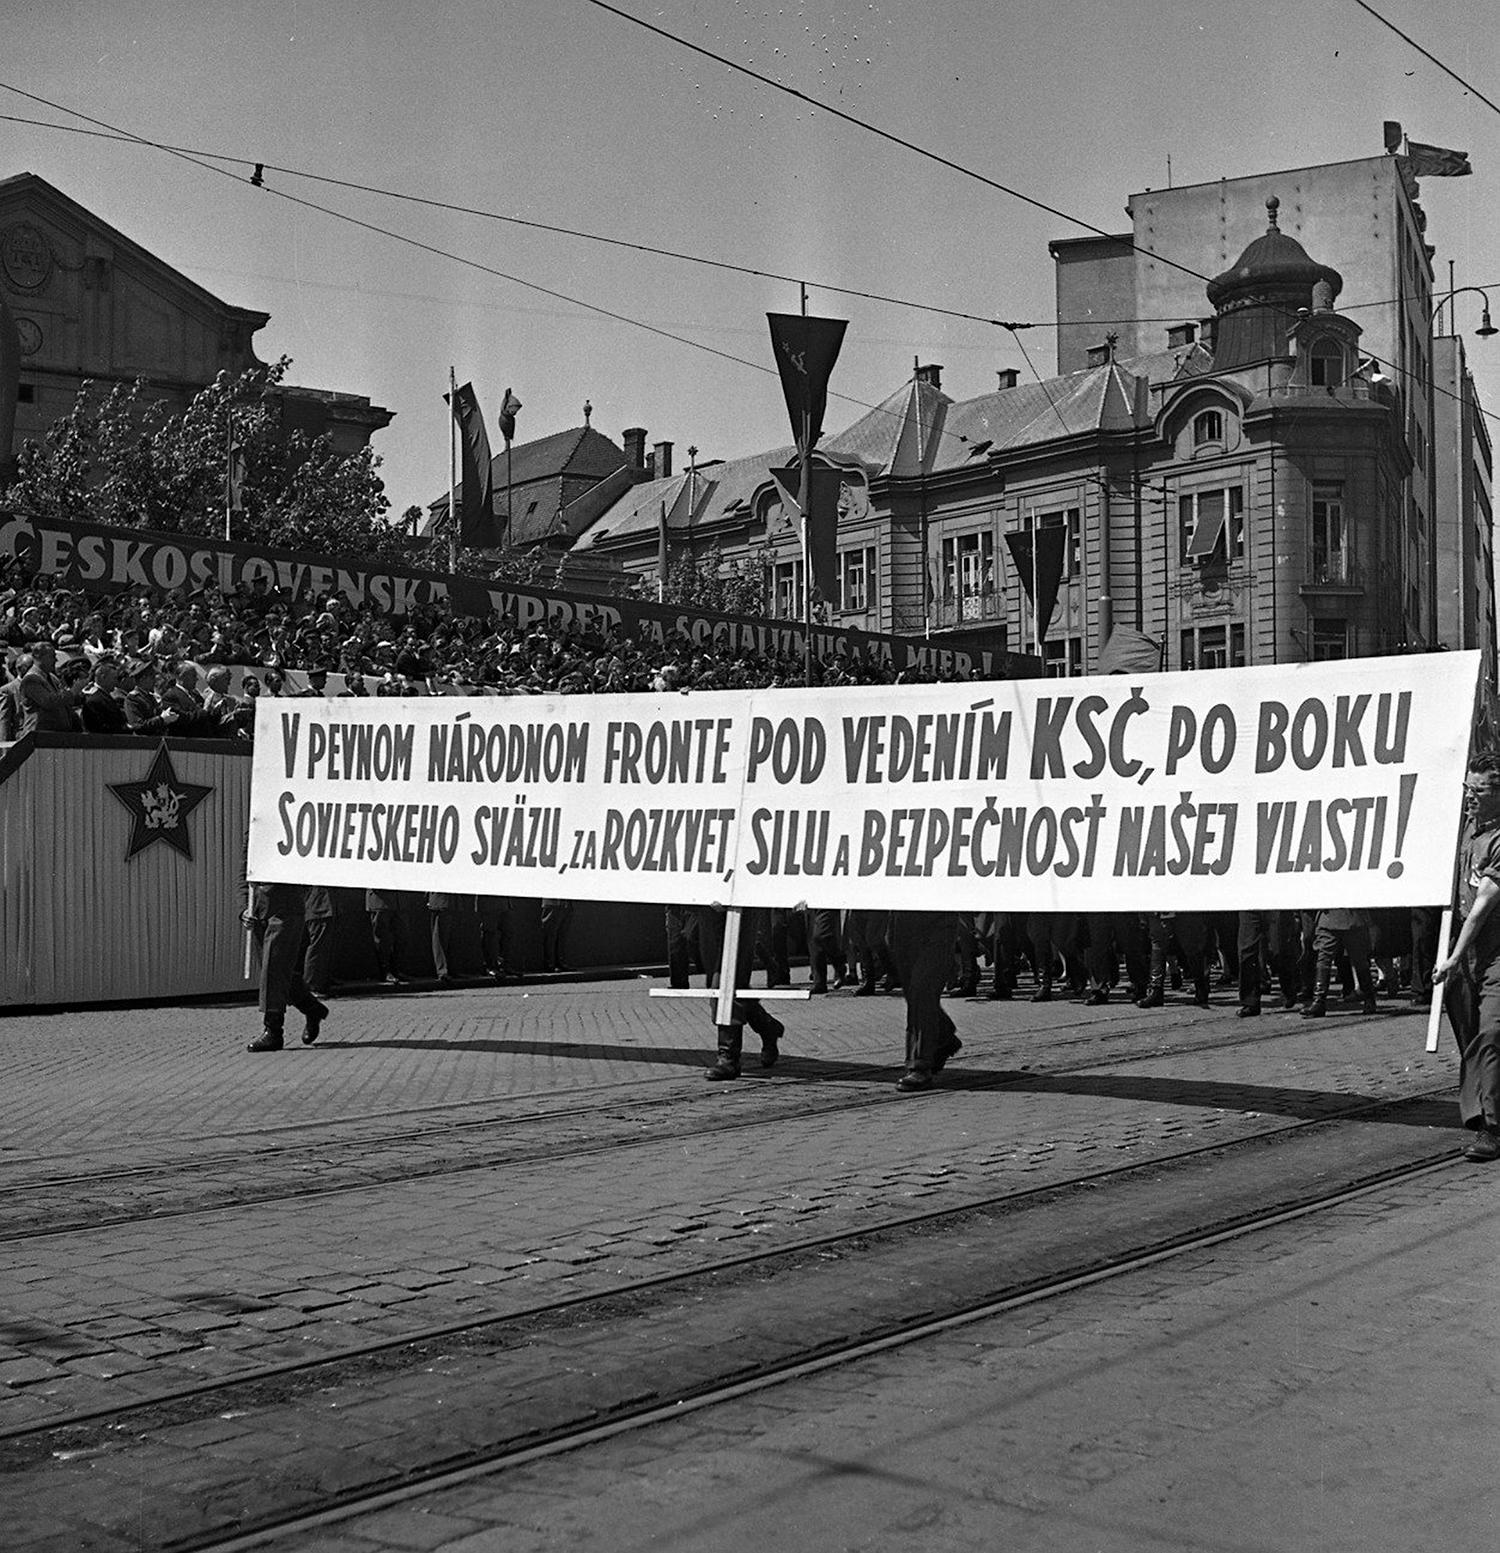 ČESKOSLOVENSKA VPRED ZA SOCIALIZMUS A ZA MIER!
V PEVNOM NÁRODNOM FRONTE POD VEDENÍM KSČ, PO BOKU
SOVIETSKEHO SVÄZU, ZA ROZKVET, SILU A BEZPEČNOSŤ NAŠEJ VLASTI!